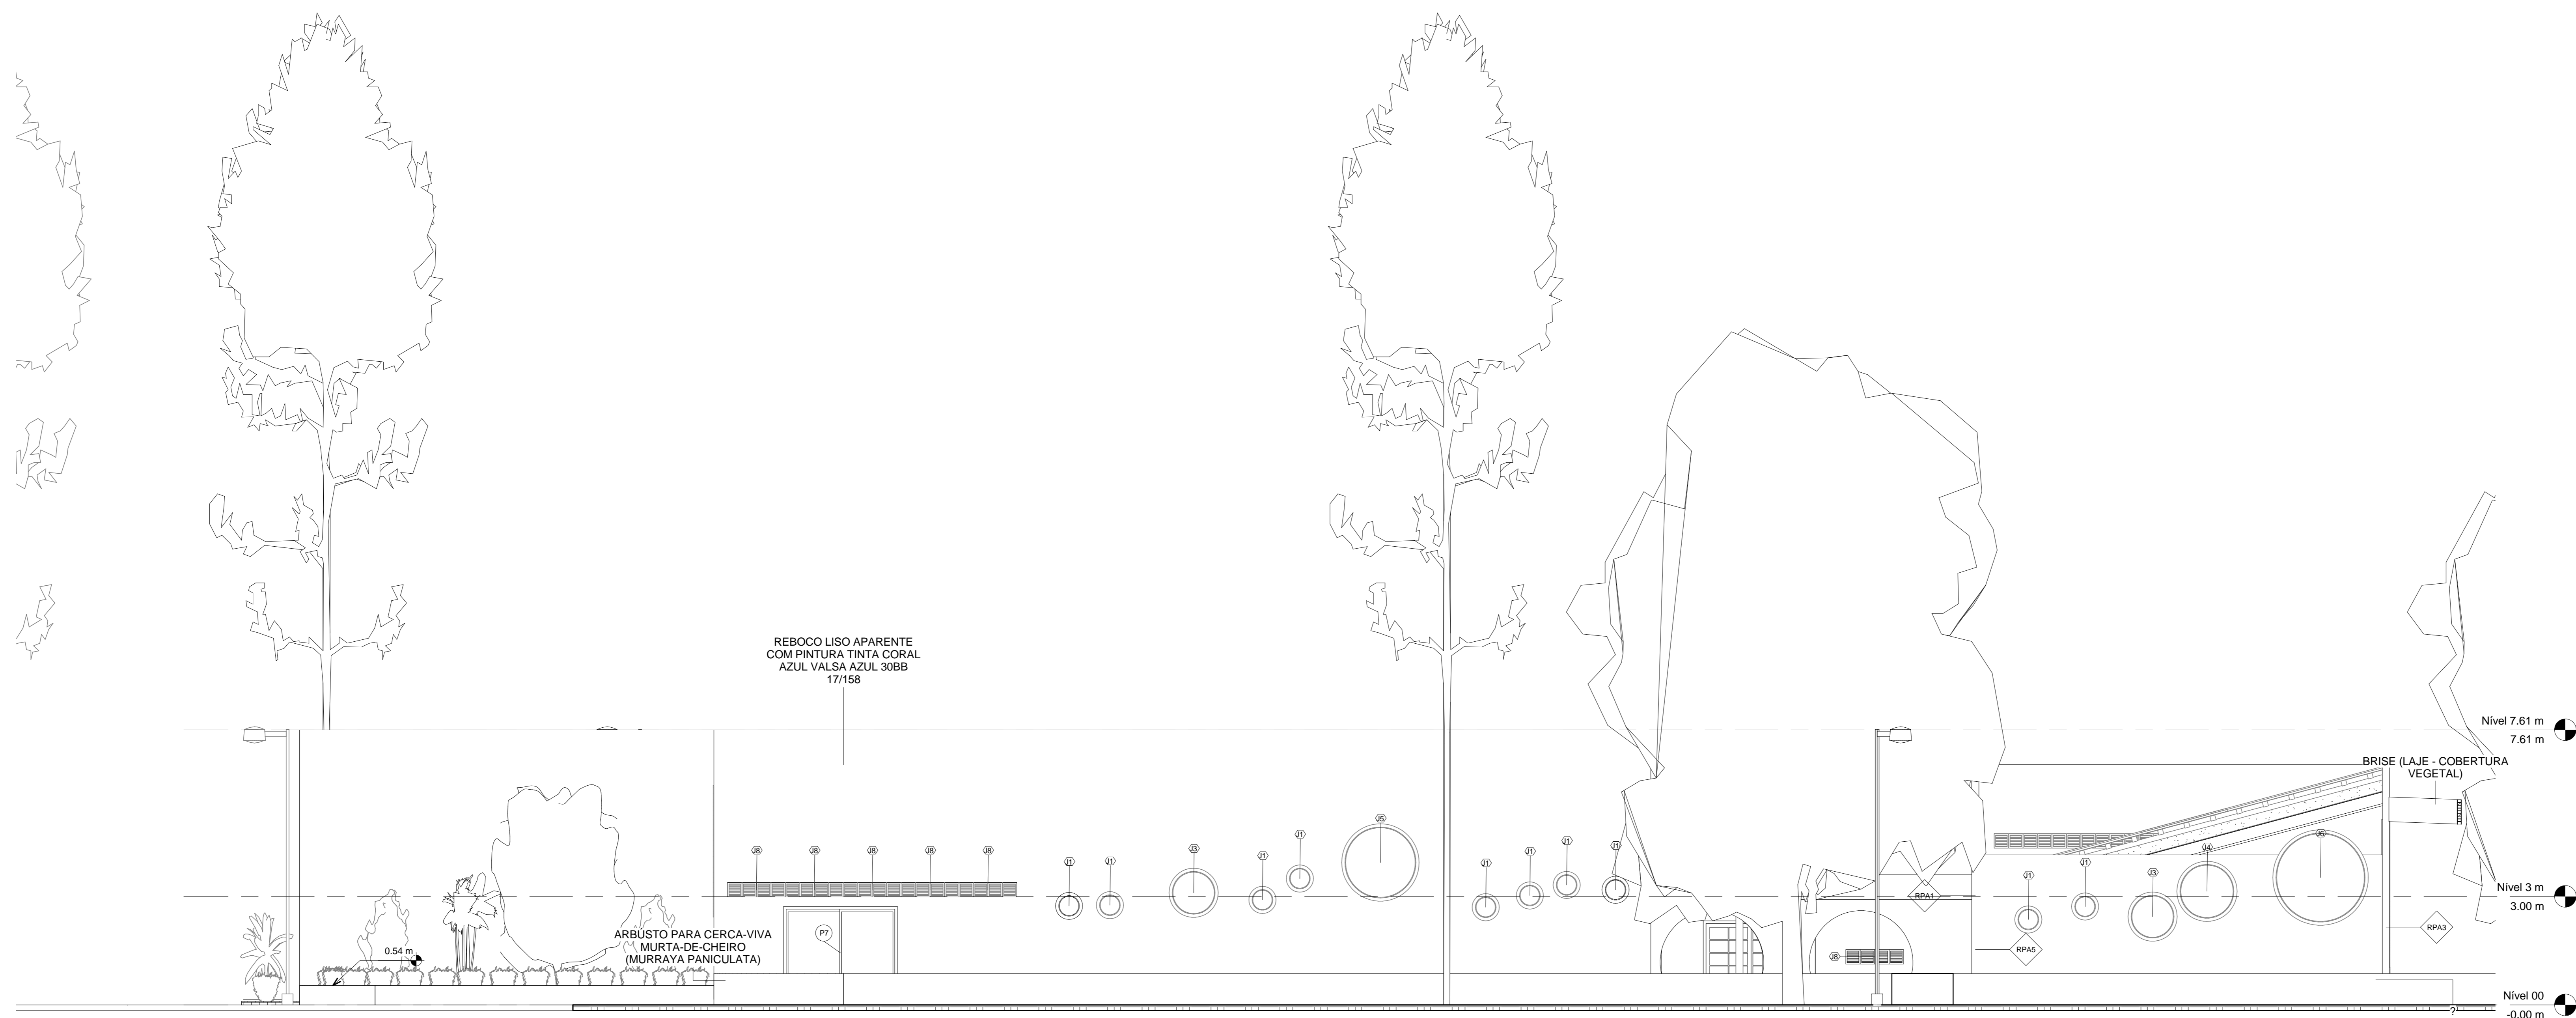 REBOCO LISO APARENTE
COM PINTURA TINTA CORAL
AZUL VALSA AZUL 30BB
17/158
Nível 7.61 m
7.61 m
BRISE (LAJE - COBERTURA
VEGETAL)
J5
J6
J1
J1
J1
J1
J4
J8
J8
J8
J8
J8
J3
J1
J1
J1
J1
J1
J1
J3
J1
Nível 3 m
3.00 m
RPA1
P7
ARBUSTO PARA CERCA-VIVA
MURTA-DE-CHEIRO
(MURRAYA PANICULATA)
0.54 m
RPA3
RPA5
J8
Nível 00
-0.00 m
?